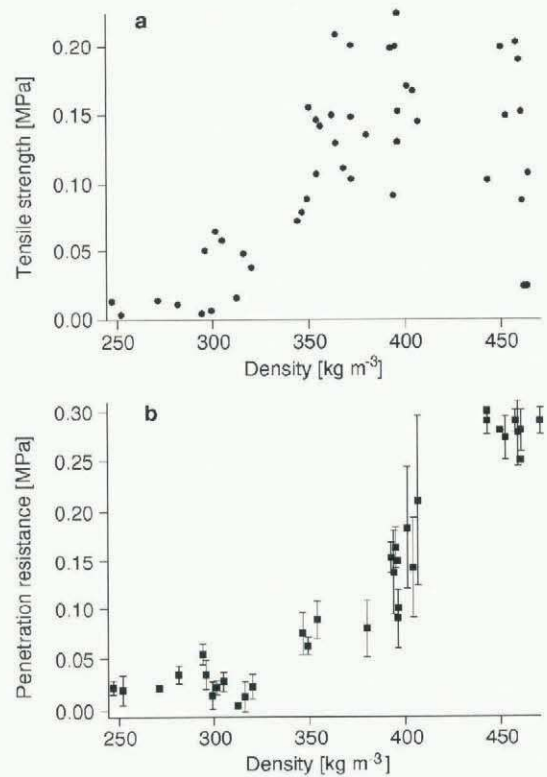 a
Tensile strength [MPa]
0.20
0.15
0.10
0.05
0.00
250 300 350 400 450
Density [kg m⁻³]
b
Penetration resistance [MPa]
0.30
0.25
0.20
0.15
0.10
0.05
0.00
250 300 350 400 450
Density [kg m⁻³]